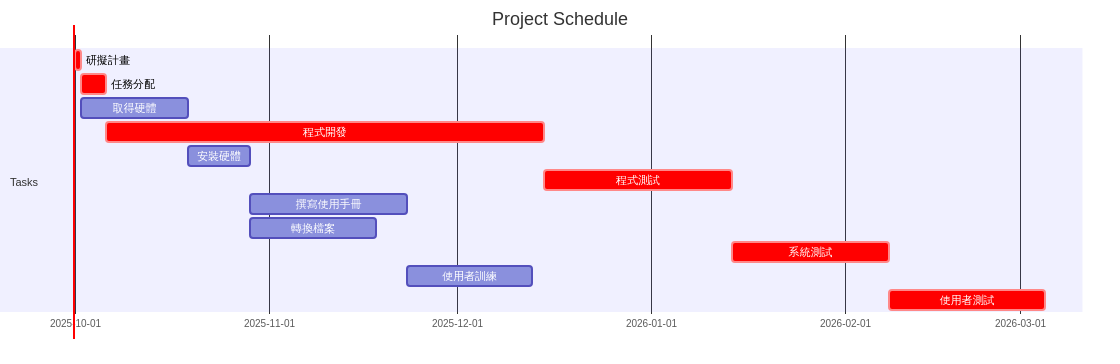 Project Schedule
研擬計畫
任務分配
取得硬體
程式開發
安裝硬體
程式測試
Tasks
撰寫使用手冊
轉換檔案
系統測試
使用者訓練
使用者測試
2025-10-01 2025-11-01 2025-12-01 2026-01-01 2026-02-01 2026-03-01